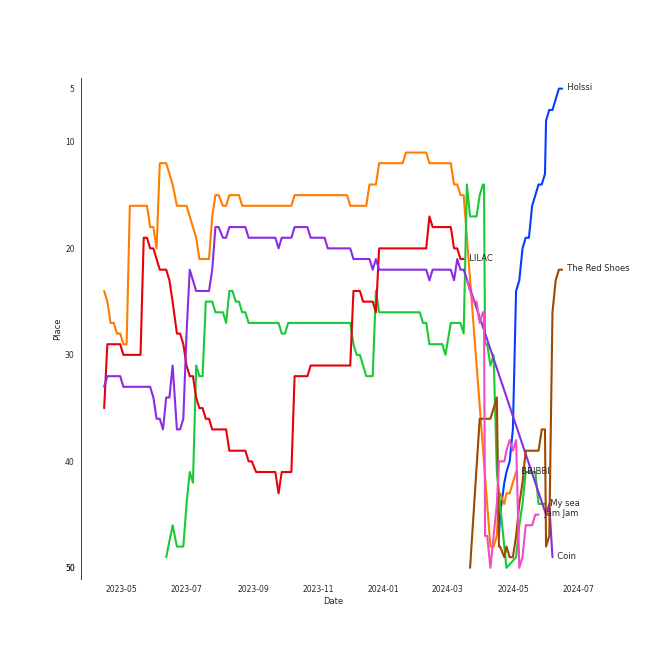 5
Holssi
10
20
LILAC
The Red Shoes
Place
30
40
BBIBBI
My sea
Jam Jam
Coin
50
2023-05
2023-07
2023-09
2023-11
2024-01
2024-03
2024-05
2024-07
Date